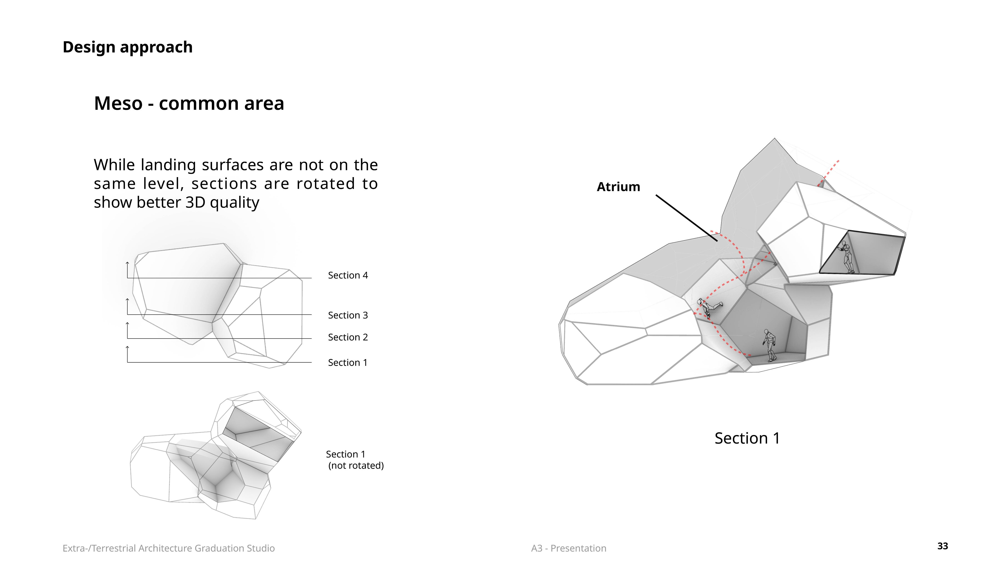 Design approach
Meso - common area
While landing surfaces are not on the
same level, sections are rotated to
show better 3D quality
Section 4
Section 3
Section 2
Section 1
Section 1
(not rotated)
Atrium
Section 1
Extra-/Terrestrial Architecture Graduation Studio
A3 - Presentation
33